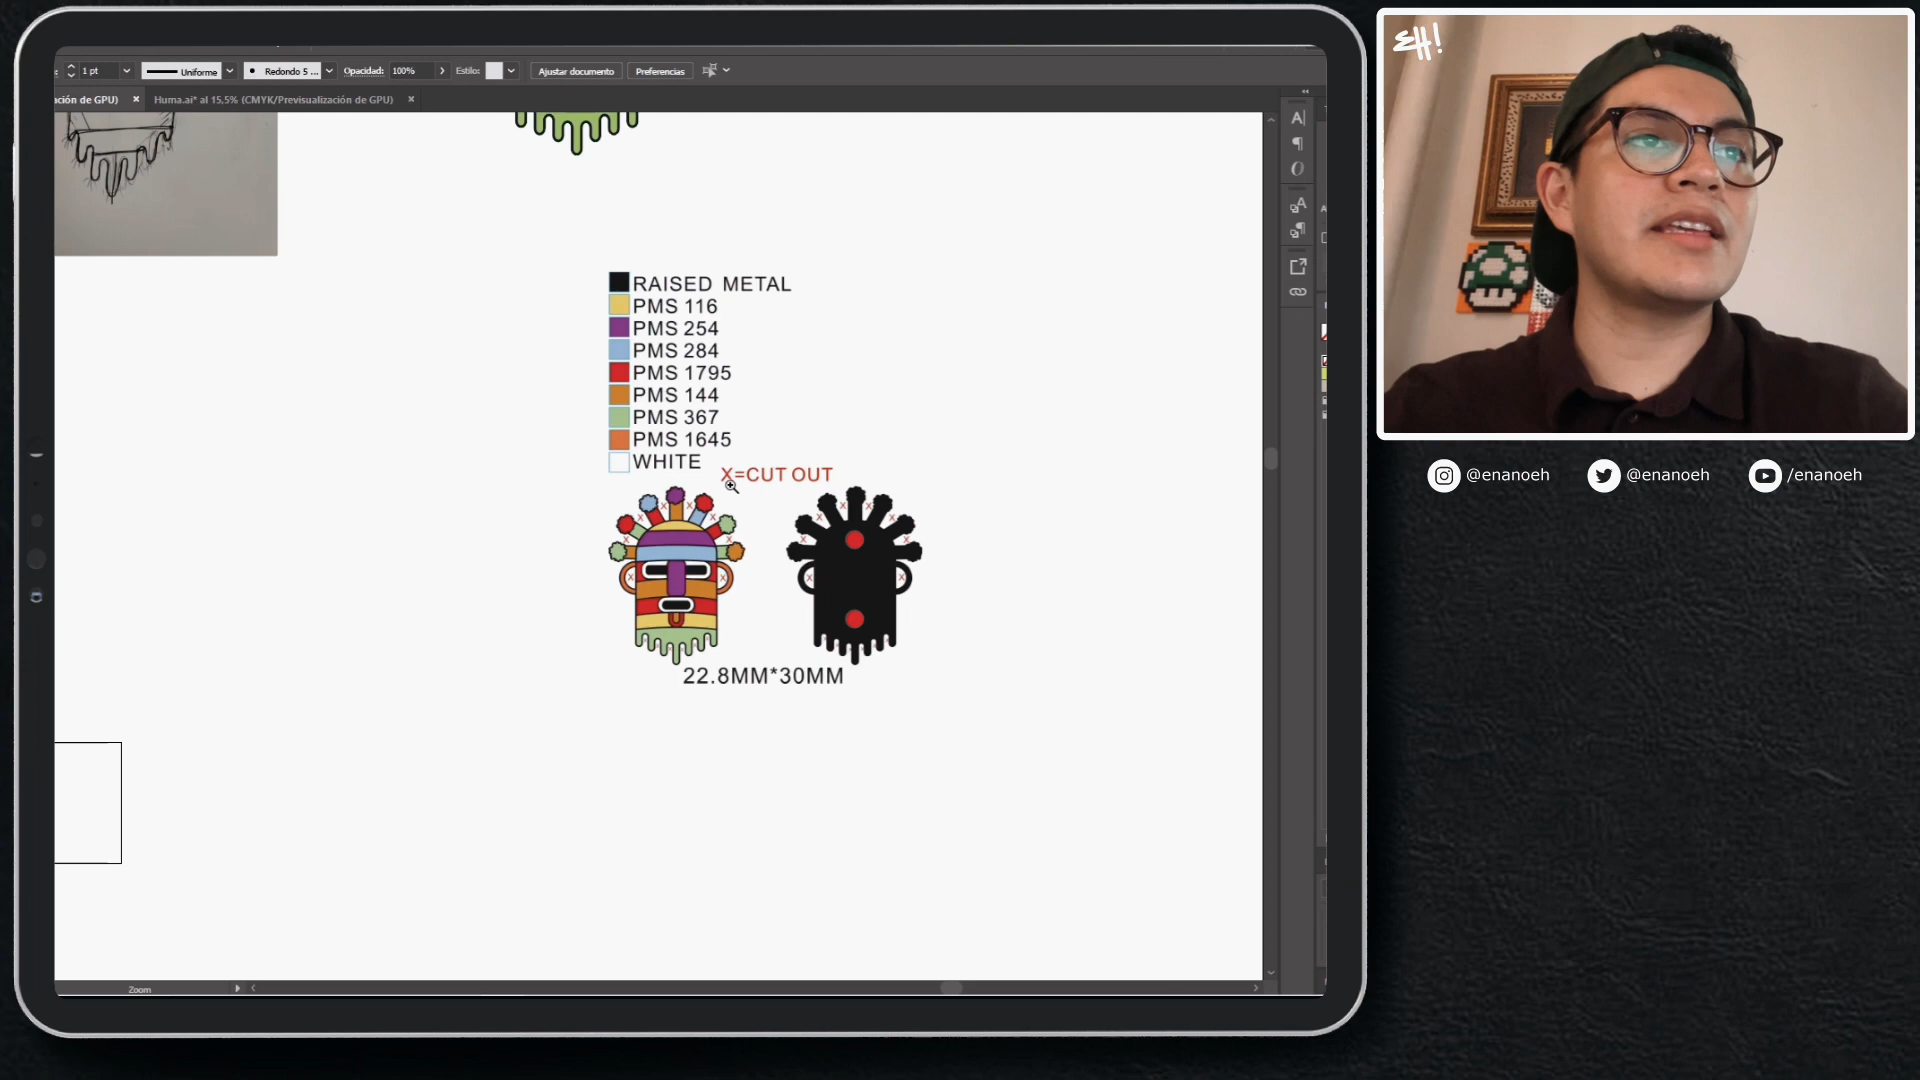 1 pt
Uniforme
Redondo 5 ...
Opacidad:
100%
Estilo:
Ajustar documento
Preferencias
ción de GPU)
Huma.ai* al 15,5% (CMYK/Previsualización de GPU)
RAISED METAL
PMS 116
PMS 254
PMS 284
PMS 1795
PMS 144
PMS 367
PMS 1645
WHITE
X=CUT OUT
22.8MM*30MM
Zoom
EH!
@enanoeh
@enanoeh
/enanoeh